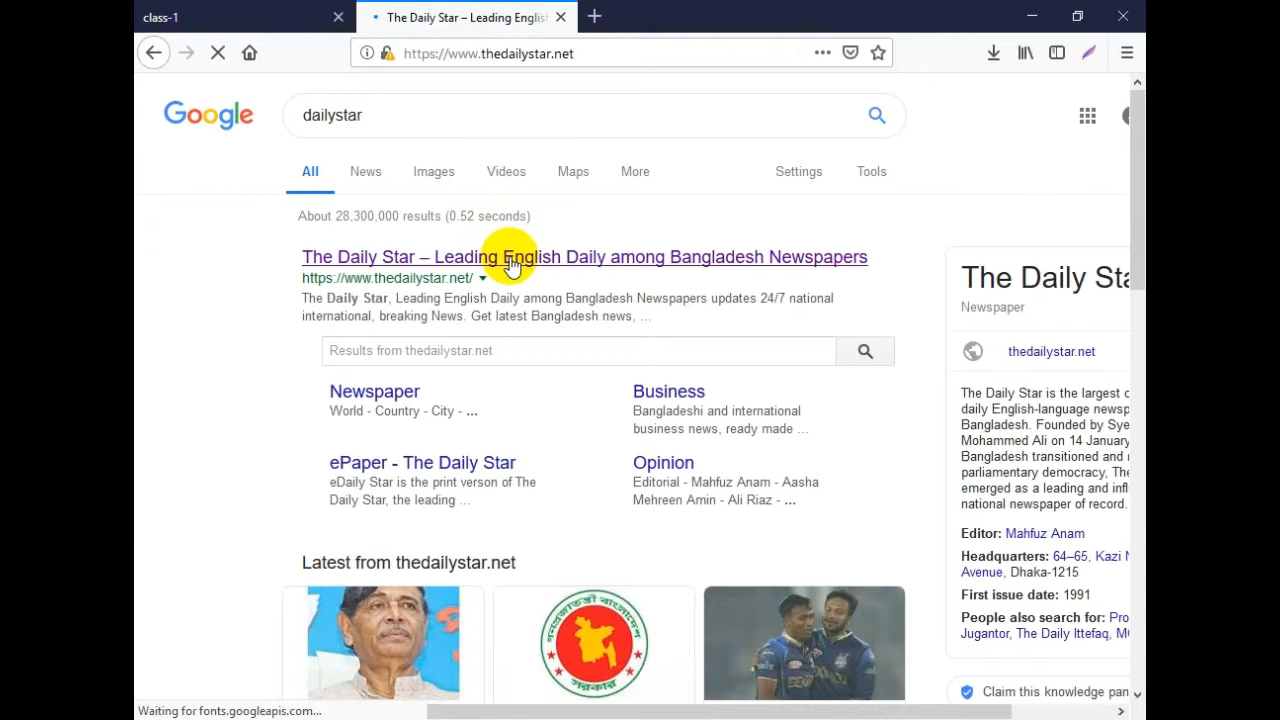 class-1
The Daily Star – Leading Englis
https://www.thedailystar.net
Google
dailystar
All
News
Images
Videos
Maps
More
Settings
Tools
About 28,300,000 results (0.52 seconds)
The Daily Star – Leading English Daily among Bangladesh Newspapers
https://www.thedailystar.net/
The Daily Star, Leading English Daily among Bangladesh Newspapers updates 24/7 national
international, breaking News. Get latest Bangladesh news, ...
Results from thedailystar.net
Newspaper
World - Country - City - ...
Business
Bangladeshi and international
business news, ready made ...
ePaper - The Daily Star
eDaily Star is the print verson of The
Daily Star, the leading ...
Opinion
Editorial - Mahfuz Anam - Aasha
Mehreen Amin - Ali Riaz - ...
Latest from thedailystar.net
The Daily Sta
Newspaper
thedailystar.net
The Daily Star is the largest c
daily English-language newsp
Bangladesh. Founded by Sye
Mohammed Ali on 14 January
Bangladesh transitioned and r
parliamentary democracy, The
emerged as a leading and infl
national newspaper of record.
Editor: Mahfuz Anam
Headquarters: 64–65, Kazi N
Avenue, Dhaka-1215
First issue date: 1991
People also search for: Pro
Jugantor, The Daily Ittefaq, M
Claim this knowledge pan
গণপ্রজাতন্ত্রী বাংলাদেশ
সরকার
Waiting for fonts.googleapis.com...